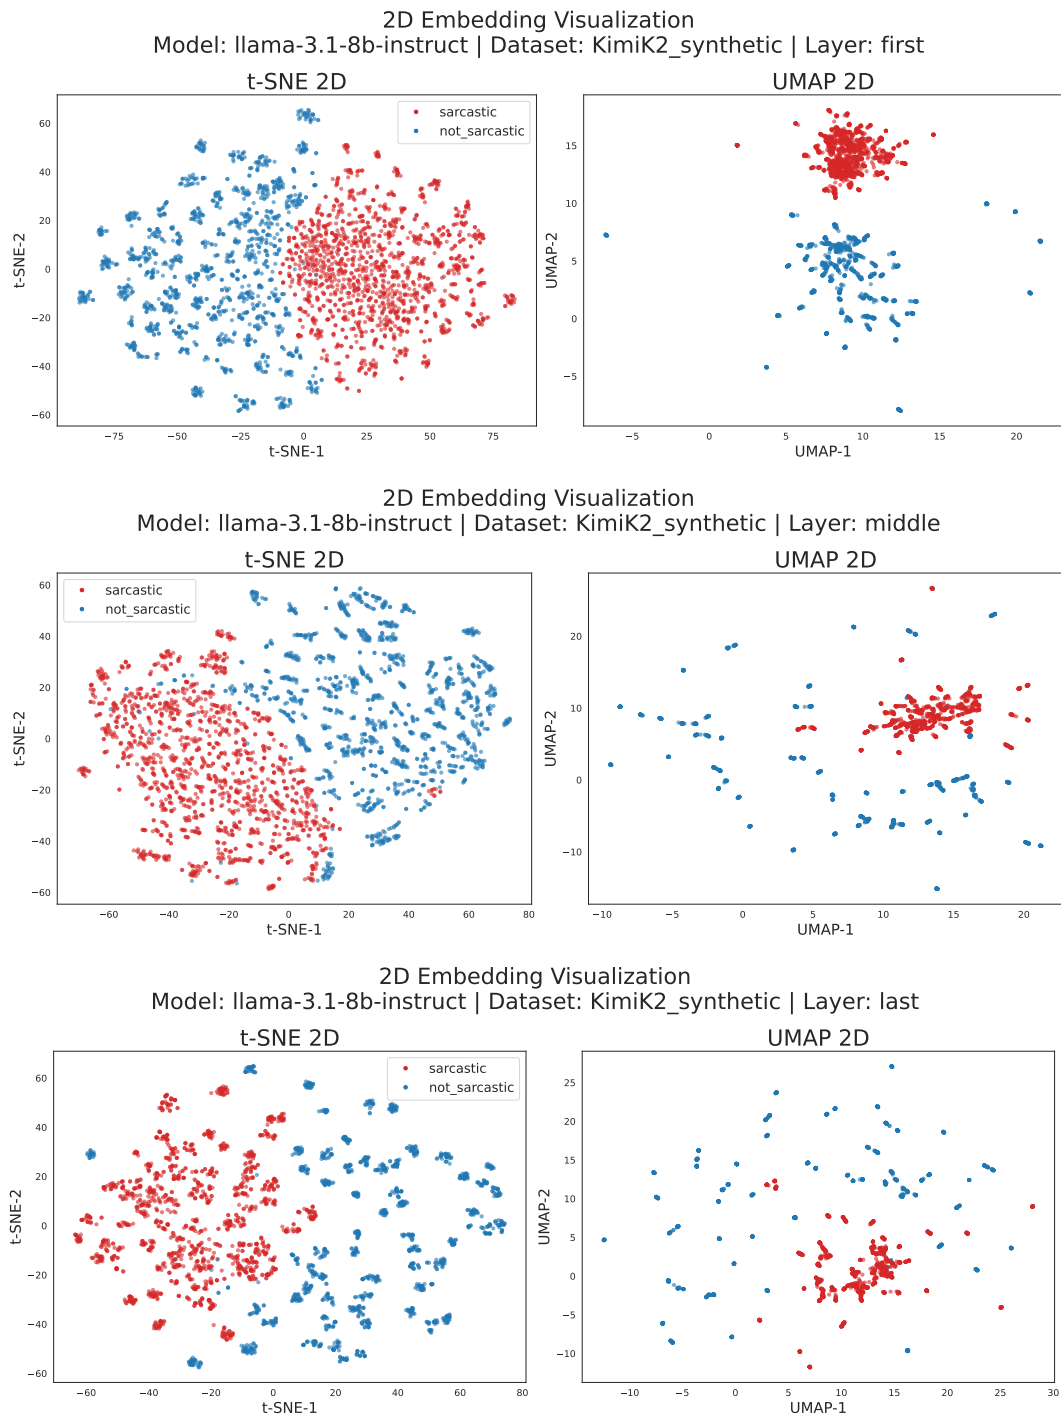 2D Embedding Visualization
Model: llama-3.1-8b-instruct | Dataset: KimiK2_synthetic | Layer: first
t-SNE 2D
sarcastic
not_sarcastic
60
40
20
0
−20
−40
−60
t-SNE-2
−75
−50
−25
0
25
50
75
t-SNE-1
UMAP 2D
15
10
5
0
−5
UMAP-2
−5
0
5
10
15
20
UMAP-1
2D Embedding Visualization
Model: llama-3.1-8b-instruct | Dataset: KimiK2_synthetic | Layer: middle
t-SNE 2D
sarcastic
not_sarcastic
60
40
20
0
−20
−40
−60
t-SNE-2
−60
−40
−20
0
20
40
60
80
t-SNE-1
UMAP 2D
20
10
0
−10
UMAP-2
−10
−5
0
5
10
15
20
UMAP-1
2D Embedding Visualization
Model: llama-3.1-8b-instruct | Dataset: KimiK2_synthetic | Layer: last
t-SNE 2D
sarcastic
not_sarcastic
60
40
20
0
−20
−40
−60
t-SNE-2
−60
−40
−20
0
20
40
60
80
t-SNE-1
UMAP 2D
25
20
15
10
5
0
−5
−10
UMAP-2
−10
−5
0
5
10
15
20
25
30
UMAP-1